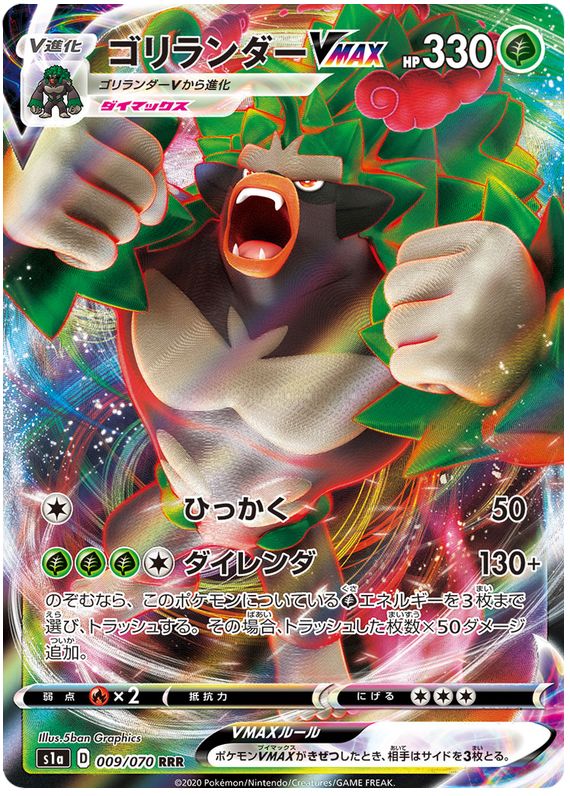 V進化
ゴリランダーVMAX
HP330
ゴリランダーVから進化
ダイマックス
ひっかく 50
ダイレンダ 130+
のぞむなら、このポケモンについているエネルギーを3枚まで
選び、トラッシュする。その場合、トラッシュした枚数×50ダメージ
追加。
弱点 ×2 抵抗力 にげる
Illus.5ban Graphics
VMAXルール
s1a D 009/070 RRR
ポケモンVMAXがきぜつしたとき、相手はサイドを3枚とる。
©2020 Pokémon/Nintendo/Creatures/GAME FREAK.